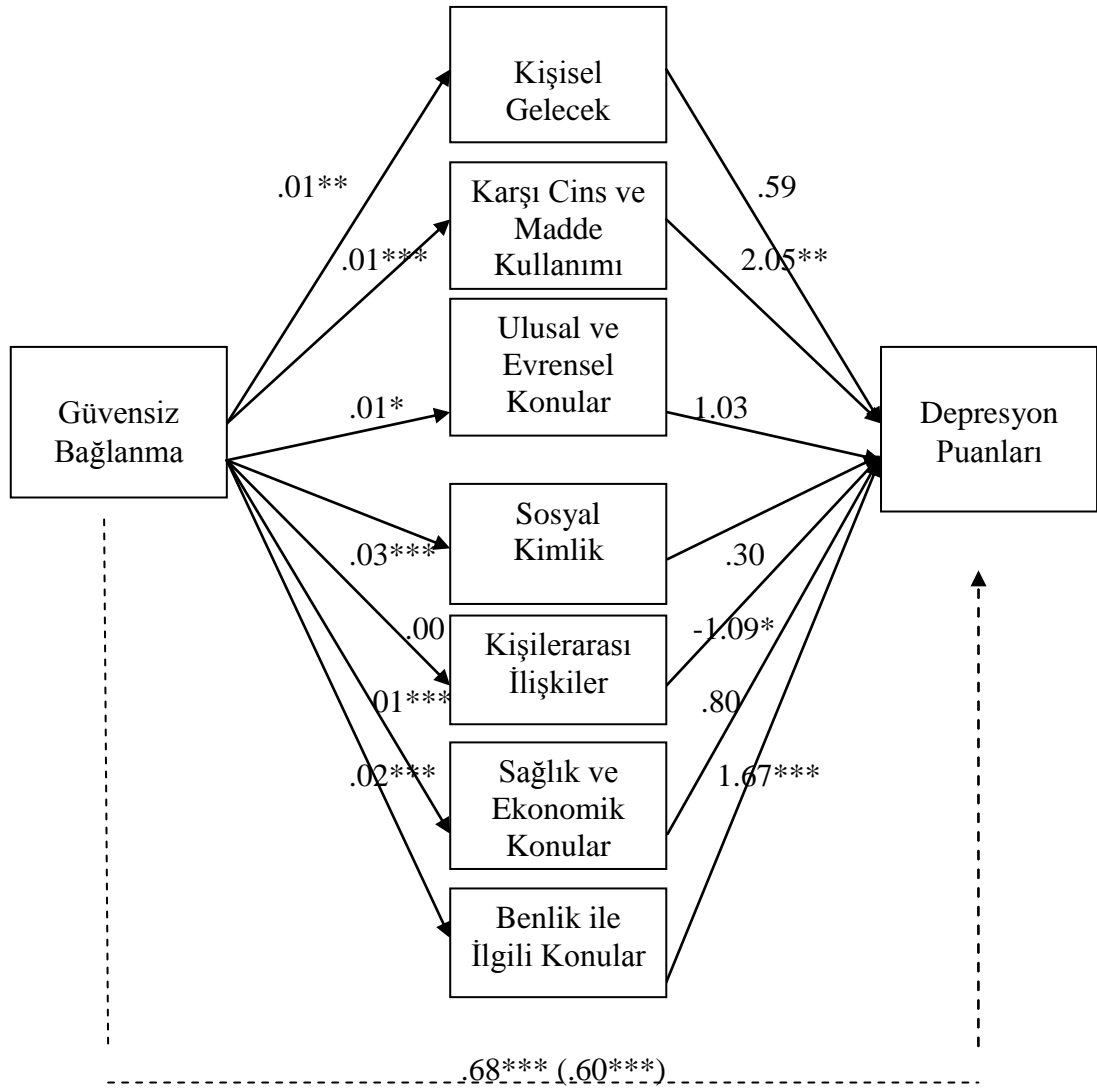 Kişisel
Gelecek
.01**
.59
Karşı Cins ve
Madde
Kullanımı
.01***
2.05**
Ulusal ve
Evrensel
Konular
.01*
1.03
Güvensiz
Bağlanma
Depresyon
Puanları
Sosyal
Kimlik
.03***
.30
Kişilerarası
İlişkiler
.00
-1.09*
01***
.80
Sağlık ve
Ekonomik
Konular
.02***
1.67***
Benlik ile
İlgili Konular
.68*** (.60***)